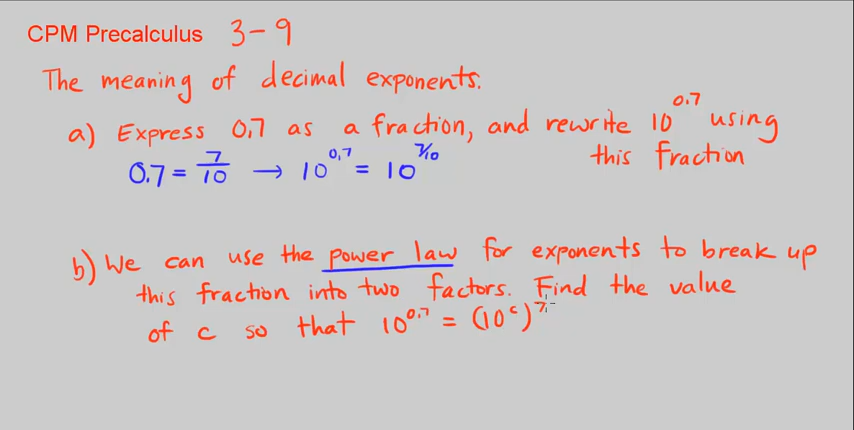 CPM Precalculus 3-9
The meaning of decimal exponents.
a) Express 0.7 as a fraction, and rewrite 10^0.7 using
this fraction
0.7 = 7/10 → 10^0.7 = 10^7/10
b) We can use the power law for exponents to break up
this fraction into two factors. Find the value
of c so that 10^0.7 = (10^c)^7